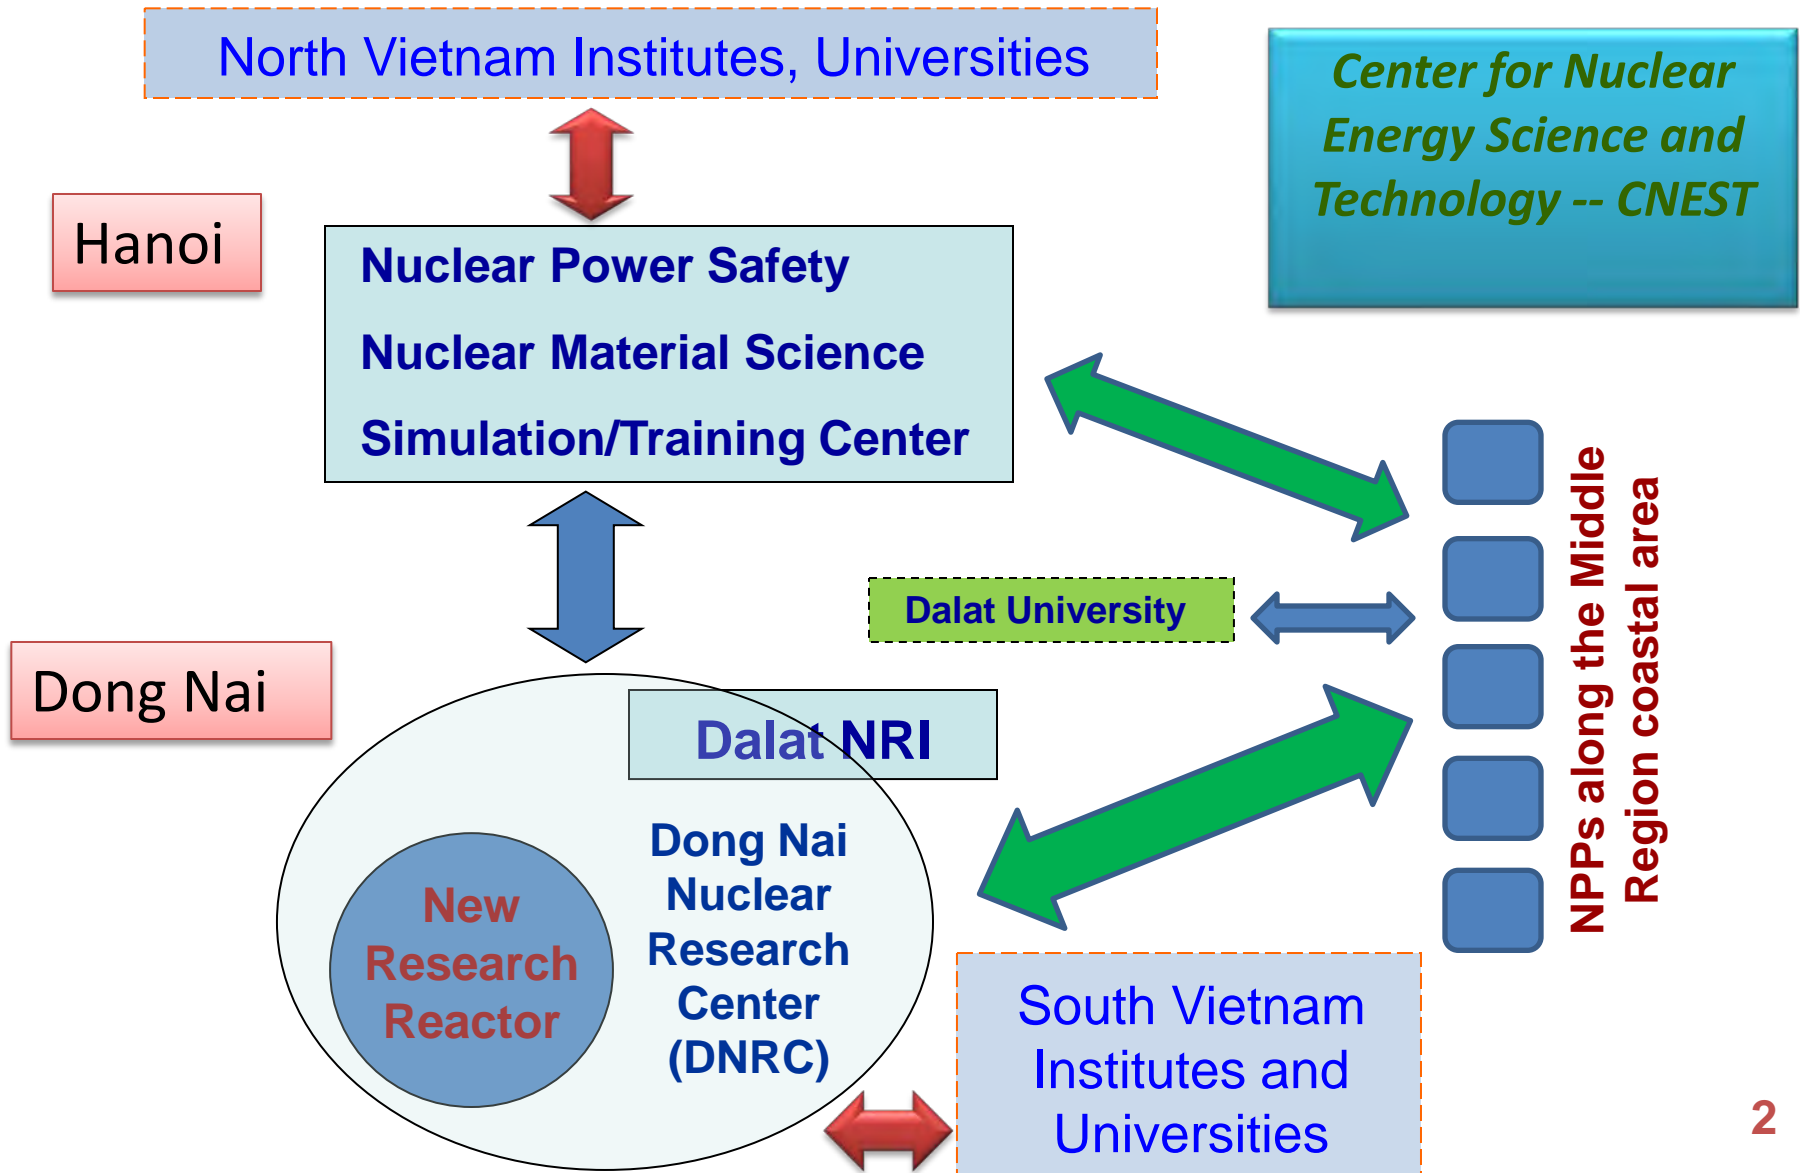 North Vietnam Institutes, Universities
Center for Nuclear
Energy Science and
Technology -- CNEST
Hanoi
Nuclear Power Safety
Nuclear Material Science
Simulation/Training Center
Dalat University
NPPs along the Middle
Region coastal area
Dong Nai
Dalat NRI
Dong Nai
Nuclear
Research
Center
(DNRC)
New
Research
Reactor
South Vietnam
Institutes and
Universities
2